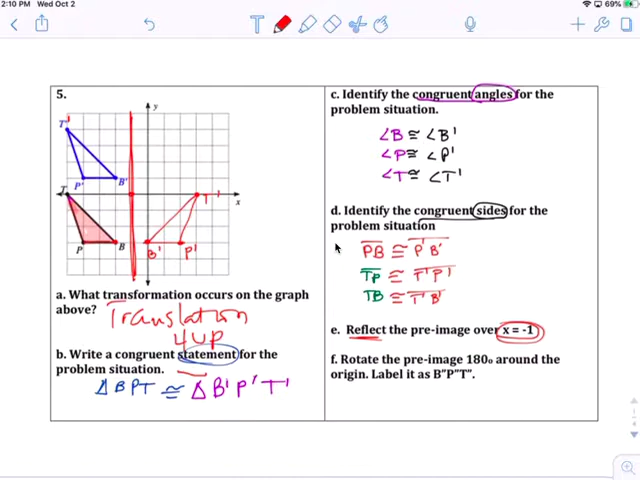 2:10 PM Wed Oct 2
69%
5.
y
x
T'
P'
B'
T
P
B
T'
B'
P'
a. What transformation occurs on the graph
above?
Translation
4 up
b. Write a congruent statement for the
problem situation.
Δ BPT ≅ Δ B'P'T'
c. Identify the congruent angles for the
problem situation.
∠B ≅ ∠B'
∠P ≅ ∠P'
∠T ≅ ∠T'
d. Identify the congruent sides for the
problem situation
PB ≅ P'B'
TP ≅ T'P'
TB ≅ T'B'
e. Reflect the pre-image over x = -1
f. Rotate the pre-image 180o around the
origin. Label it as B"P"T".